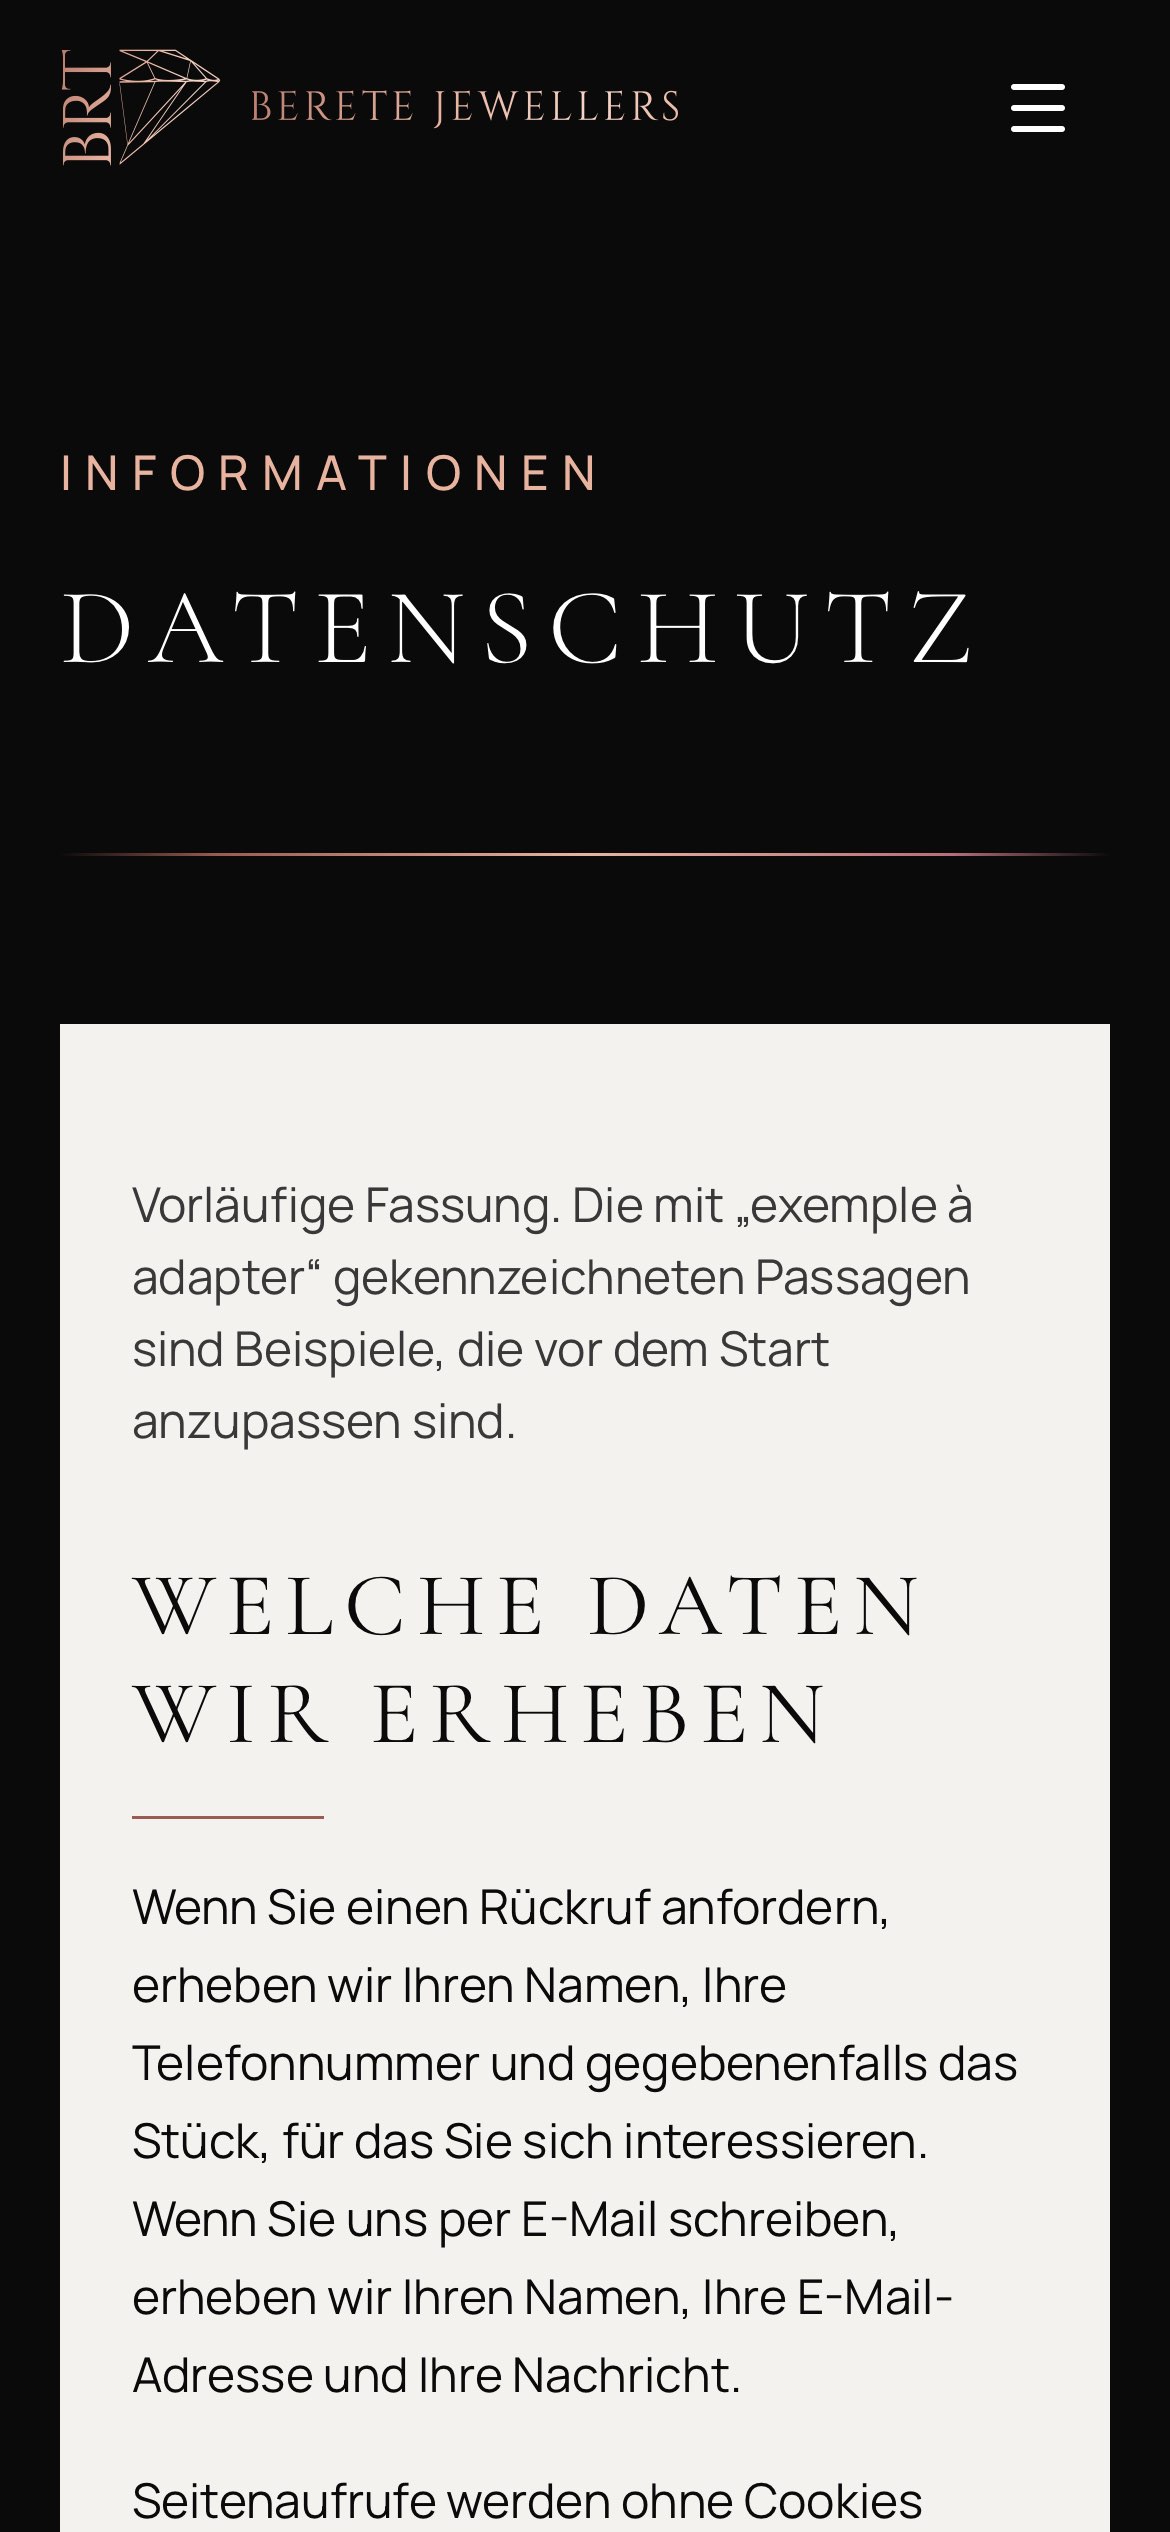 BRT
BERETE JEWELLERS
INFORMATIONEN
DATENSCHUTZ
Vorläufige Fassung. Die mit „exemple à
adapter“ gekennzeichneten Passagen
sind Beispiele, die vor dem Start
anzupassen sind.
WELCHE DATEN
WIR ERHEBEN
Wenn Sie einen Rückruf anfordern,
erheben wir Ihren Namen, Ihre
Telefonnummer und gegebenenfalls das
Stück, für das Sie sich interessieren.
Wenn Sie uns per E-Mail schreiben,
erheben wir Ihren Namen, Ihre E-Mail-
Adresse und Ihre Nachricht.
Seitenaufrufe werden ohne Cookies